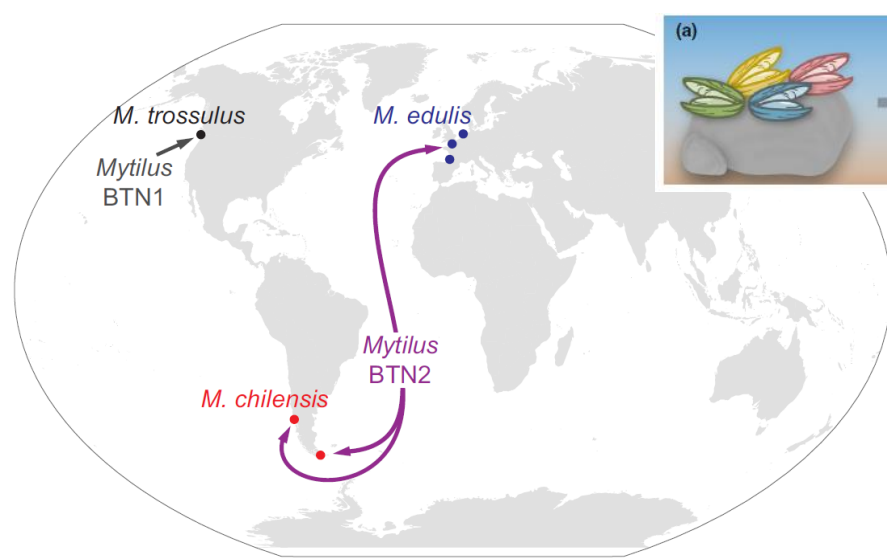 (a)
M. trossulus
M. edulis
Mytilus
BTN1
Mytilus
BTN2
M. chilensis